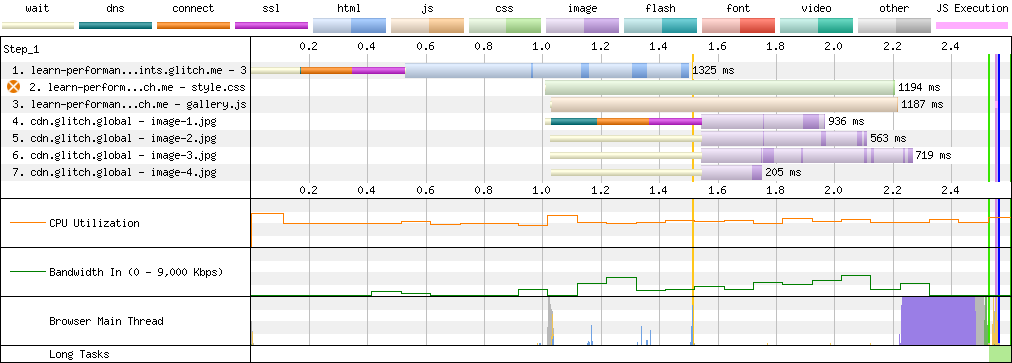 wait dns connect ssl html js css image flash font video other JS Execution
Step_1 0.2 0.4 0.6 0.8 1.0 1.2 1.4 1.6 1.8 2.0 2.2 2.4
1. learn-performan...ints.glitch.me - 3 1325 ms
2. learn-perform...ch.me - style.css 1194 ms
3. learn-performan...ch.me - gallery.js 1187 ms
4. cdn.glitch.global - image-1.jpg 936 ms
5. cdn.glitch.global - image-2.jpg 563 ms
6. cdn.glitch.global - image-3.jpg 719 ms
7. cdn.glitch.global - image-4.jpg 205 ms
0.2 0.4 0.6 0.8 1.0 1.2 1.4 1.6 1.8 2.0 2.2 2.4
CPU Utilization
Bandwidth In (0 - 9,000 Kbps)
Browser Main Thread
Long Tasks